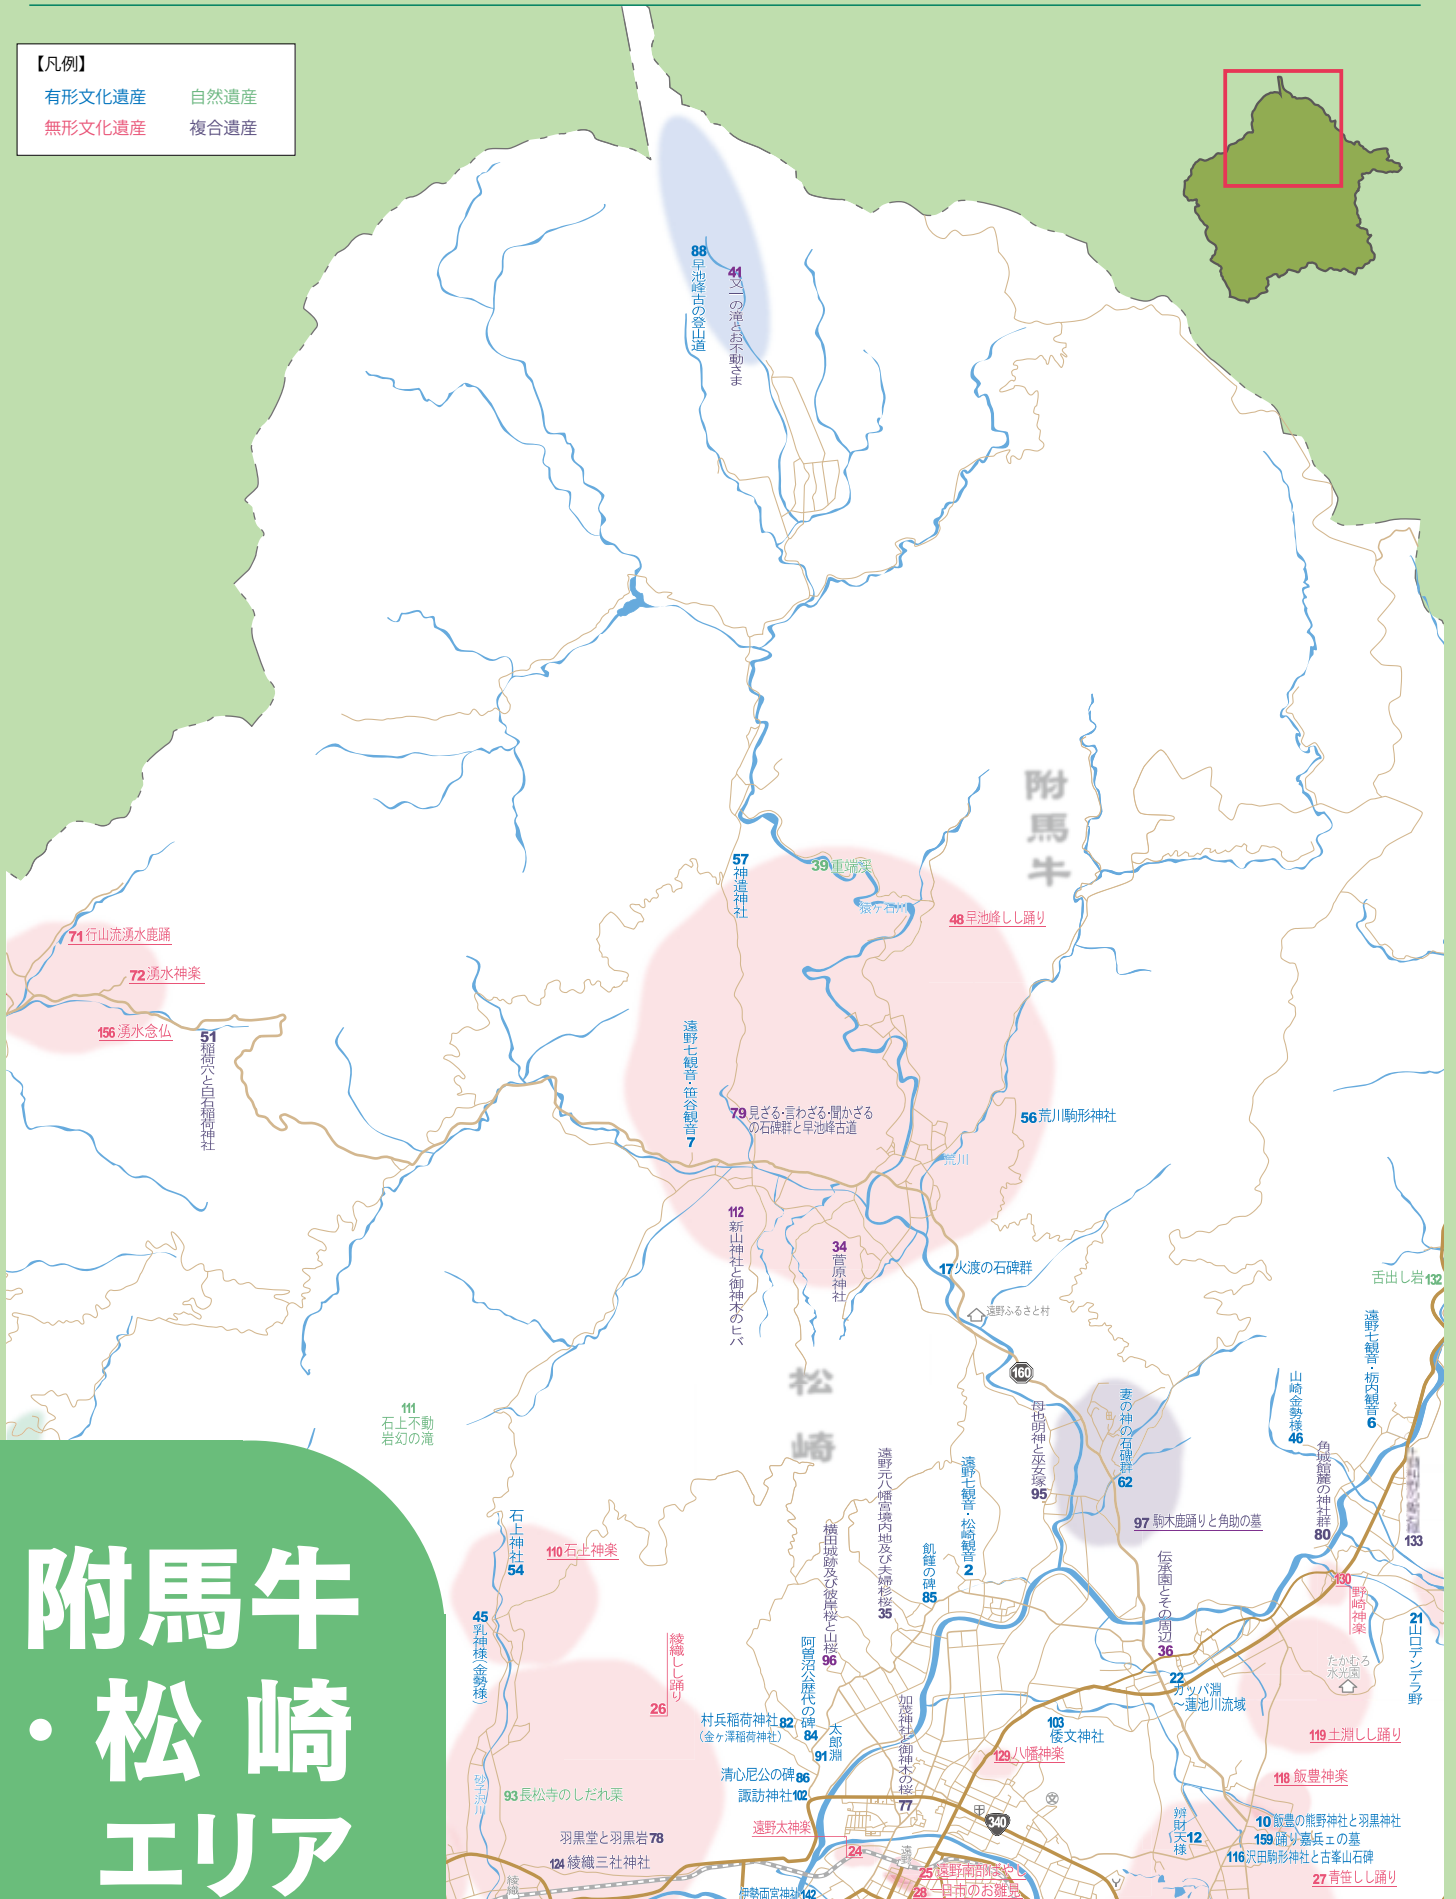 【凡例】
有形文化遺産 自然遺産
無形文化遺産 複合遺産
88 早池峰古の登山道
41 又一の滝とお不動さま
附馬牛
57 神遣神社
39 重端渓
猿ヶ石川
48 早池峰しし踊り
71 行山流湧水鹿踊
72 湧水神楽
156 湧水念仏
51 稲荷穴と白石稲荷神社
遠野七観音・笹谷観音 7
79 見ざる・言わざる・聞かざる
の石碑群と早池峰古道
56 荒川駒形神社
荒川
112 新山神社と御神木のヒバ
34 菅原神社
17 火渡の石碑群
遠野ふるさと村
160
舌出し岩 132
松崎
111
石上不動
岩幻の滝
母也明神と巫女塚 95
妻の神の石碑群 62
97 駒木鹿踊りと角助の墓
山崎金勢様 46
遠野七観音・栃内観音 6
角城館麓の神社群 80
133
遠野元八幡宮境内地及び夫婦杉桜 35
遠野七観音・松崎観音 2
飢饉の碑 85
横田城跡及び彼岸桜と山桜 96
伝承園とその周辺 36
130 野崎神楽
21 山口デンデラ野
石上神社 54
110 石上神楽
45 乳神様(金勢様)
綾織しし踊り 26
阿曽沼公歴代の碑 84
村兵稲荷神社 82
(金ヶ澤稲荷神社)
太郎淵 91
加茂神社と御神木の桜 77
22
カッパ淵
~蓮池川流域
たかむろ
水光園
103
倭文神社
119 土淵しし踊り
129 八幡神楽
清心尼公の碑 86
諏訪神社 102
118 飯豊神楽
砂子沢川
93 長松寺のしだれ栗
340
遠野太神楽 24
羽黒堂と羽黒岩 78
124 綾織三社神社
辨財天様 12
10 飯豊の熊野神社と羽黒神社
159 踊り嘉兵エの墓
116 沢田駒形神社と古峯山石碑
27 青笹しし踊り
綾織
遠野
25 遠野南部ばやし
28 一日市のお雛見
伊勢両宮神社 142
附馬牛
・松崎
エリア